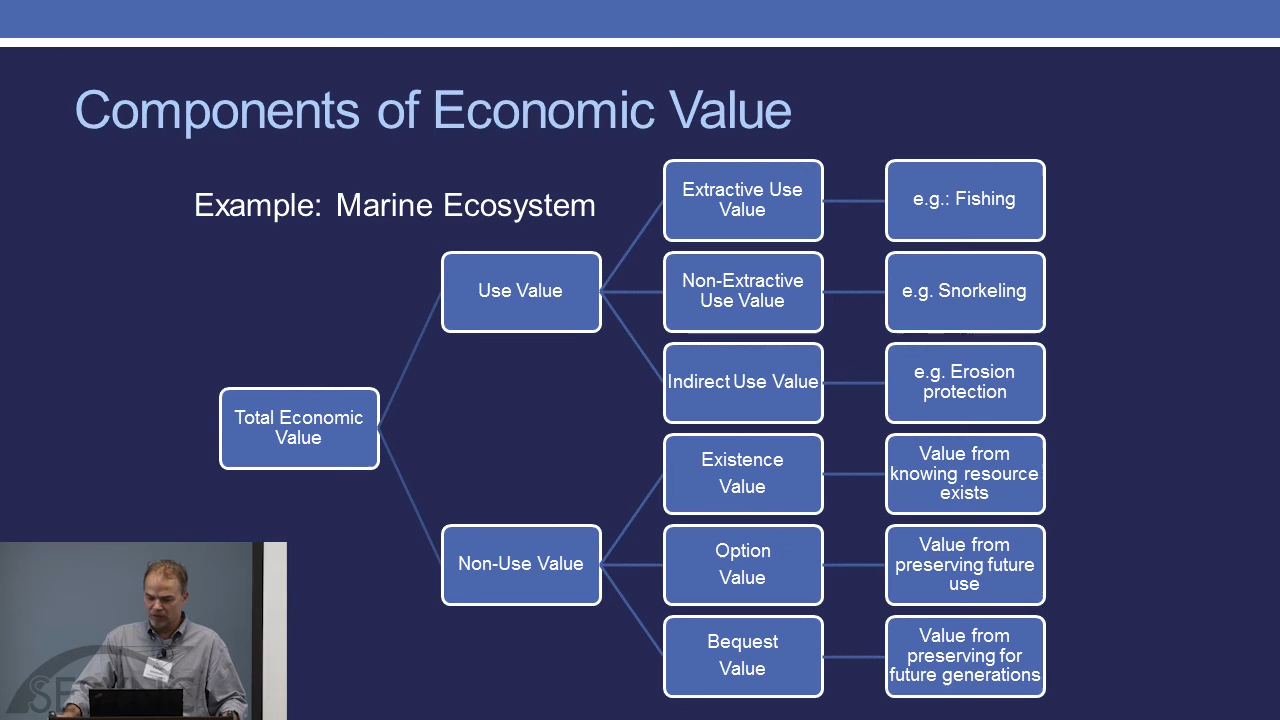 Components of Economic Value
Example: Marine Ecosystem
Extractive Use
Value
e.g.: Fishing
Use Value
Non-Extractive
Use Value
e.g. Snorkeling
Indirect Use Value
e.g. Erosion
protection
Total Economic
Value
Existence
Value
Value from
knowing resource
exists
Non-Use Value
Option
Value
Value from
preserving future
use
Bequest
Value
Value from
preserving for
future generations